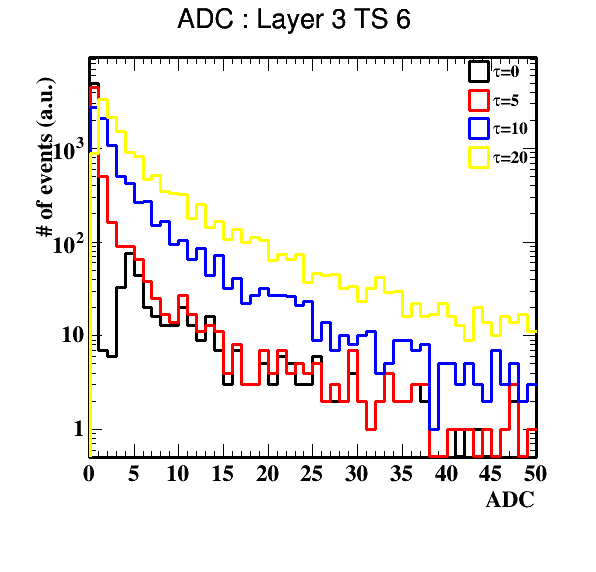 ADC : Layer 3 TS 6
# of events (a.u.)
τ=0
τ=5
τ=10
τ=20
10³
10²
10
1
0 5 10 15 20 25 30 35 40 45 50
ADC